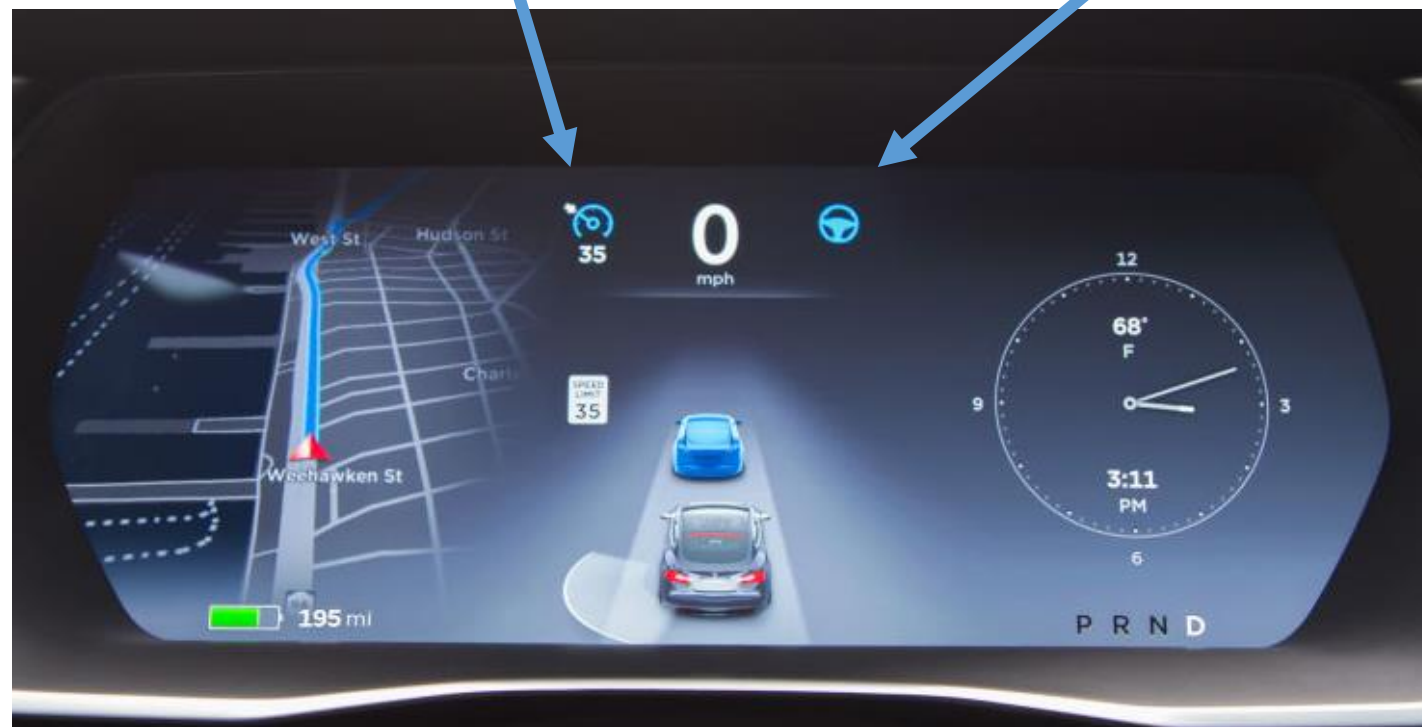 West St
Hudson St
Weehawken St
195 mi
35
0
mph
SPEED
LIMIT
35
12
9
3
6
68°
F
3:11
PM
P R N D